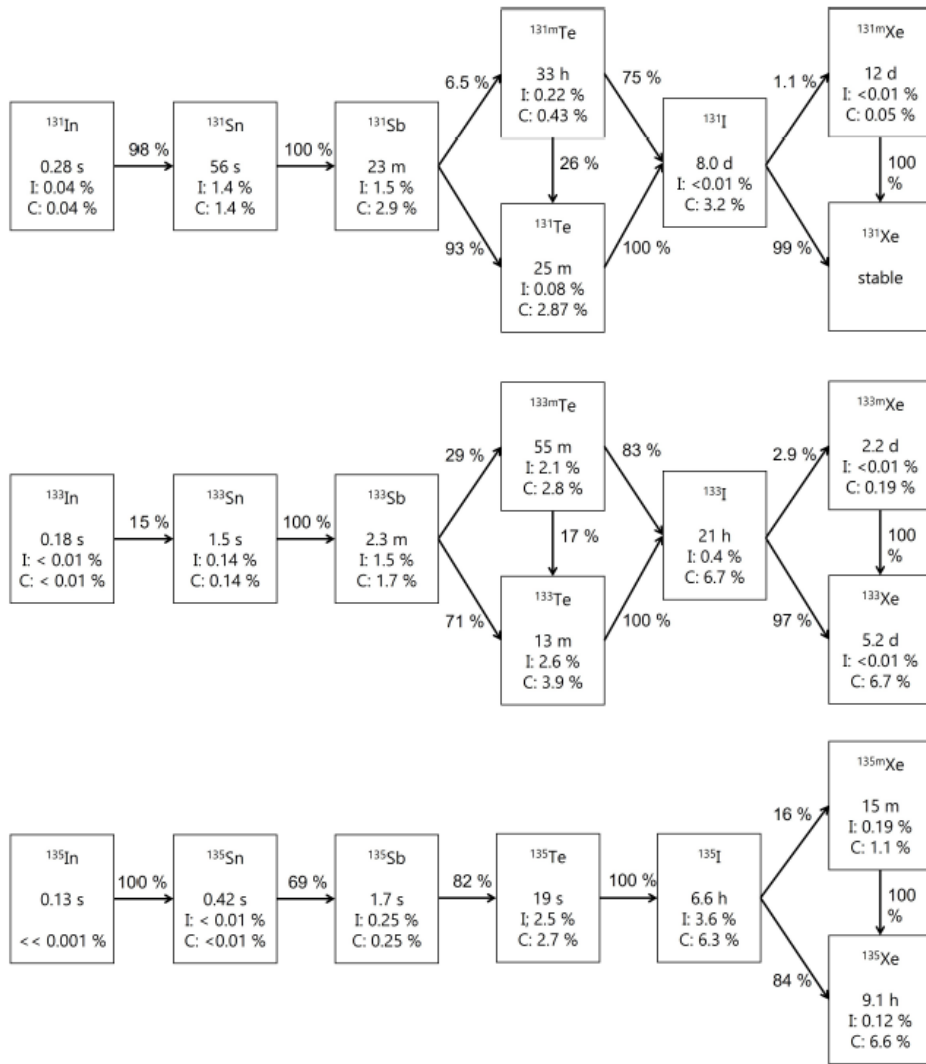 131mTe
33 h
I: 0.22 %
C: 0.43 %
131mXe
12 d
I: <0.01 %
C: 0.05 %
6.5 %
75 %
1.1 %
131In
0.28 s
I: 0.04 %
C: 0.04 %
98 %
131Sn
56 s
I: 1.4 %
C: 1.4 %
100 %
131Sb
23 m
I: 1.5 %
C: 2.9 %
26 %
131I
8.0 d
I: <0.01 %
C: 3.2 %
100
%
93 %
131Te
25 m
I: 0.08 %
C: 2.87 %
100 %
99 %
131Xe
stable
133mTe
55 m
I: 2.1 %
C: 2.8 %
133mXe
2.2 d
I: <0.01 %
C: 0.19 %
29 %
83 %
2.9 %
133In
0.18 s
I: < 0.01 %
C: < 0.01 %
15 %
133Sn
1.5 s
I: 0.14 %
C: 0.14 %
100 %
133Sb
2.3 m
I: 1.5 %
C: 1.7 %
17 %
133I
21 h
I: 0.4 %
C: 6.7 %
100
%
71 %
133Te
13 m
I: 2.6 %
C: 3.9 %
100 %
97 %
133Xe
5.2 d
I: <0.01 %
C: 6.7 %
135mXe
15 m
I: 0.19 %
C: 1.1 %
16 %
135In
0.13 s
<< 0.001 %
100 %
135Sn
0.42 s
I: < 0.01 %
C: <0.01 %
69 %
135Sb
1.7 s
I: 0.25 %
C: 0.25 %
82 %
135Te
19 s
I; 2.5 %
C: 2.7 %
100 %
135I
6.6 h
I: 3.6 %
C: 6.3 %
100
%
84 %
135Xe
9.1 h
I: 0.12 %
C: 6.6 %